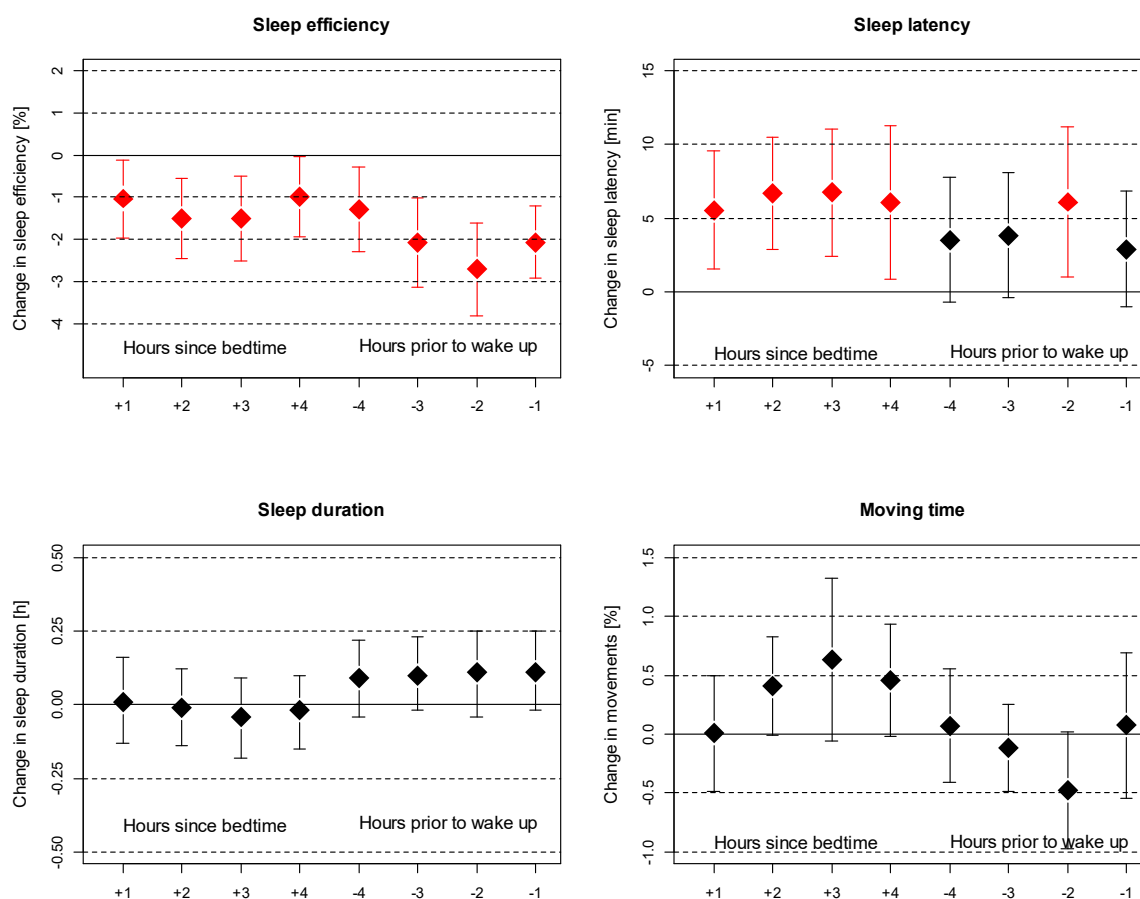 Sleep efficiency
Change in sleep efficiency [%]
2
1
0
-1
-2
-3
-4
Hours since bedtime
Hours prior to wake up
+1 +2 +3 +4 -4 -3 -2 -1
Sleep latency
Change in sleep latency [min]
15
10
5
0
-5
Hours since bedtime
Hours prior to wake up
+1 +2 +3 +4 -4 -3 -2 -1
Sleep duration
Change in sleep duration [h]
0.50
0.25
0.00
-0.25
-0.50
Hours since bedtime
Hours prior to wake up
+1 +2 +3 +4 -4 -3 -2 -1
Moving time
Change in movements [%]
1.5
1.0
0.5
0.0
-0.5
-1.0
Hours since bedtime
Hours prior to wake up
+1 +2 +3 +4 -4 -3 -2 -1